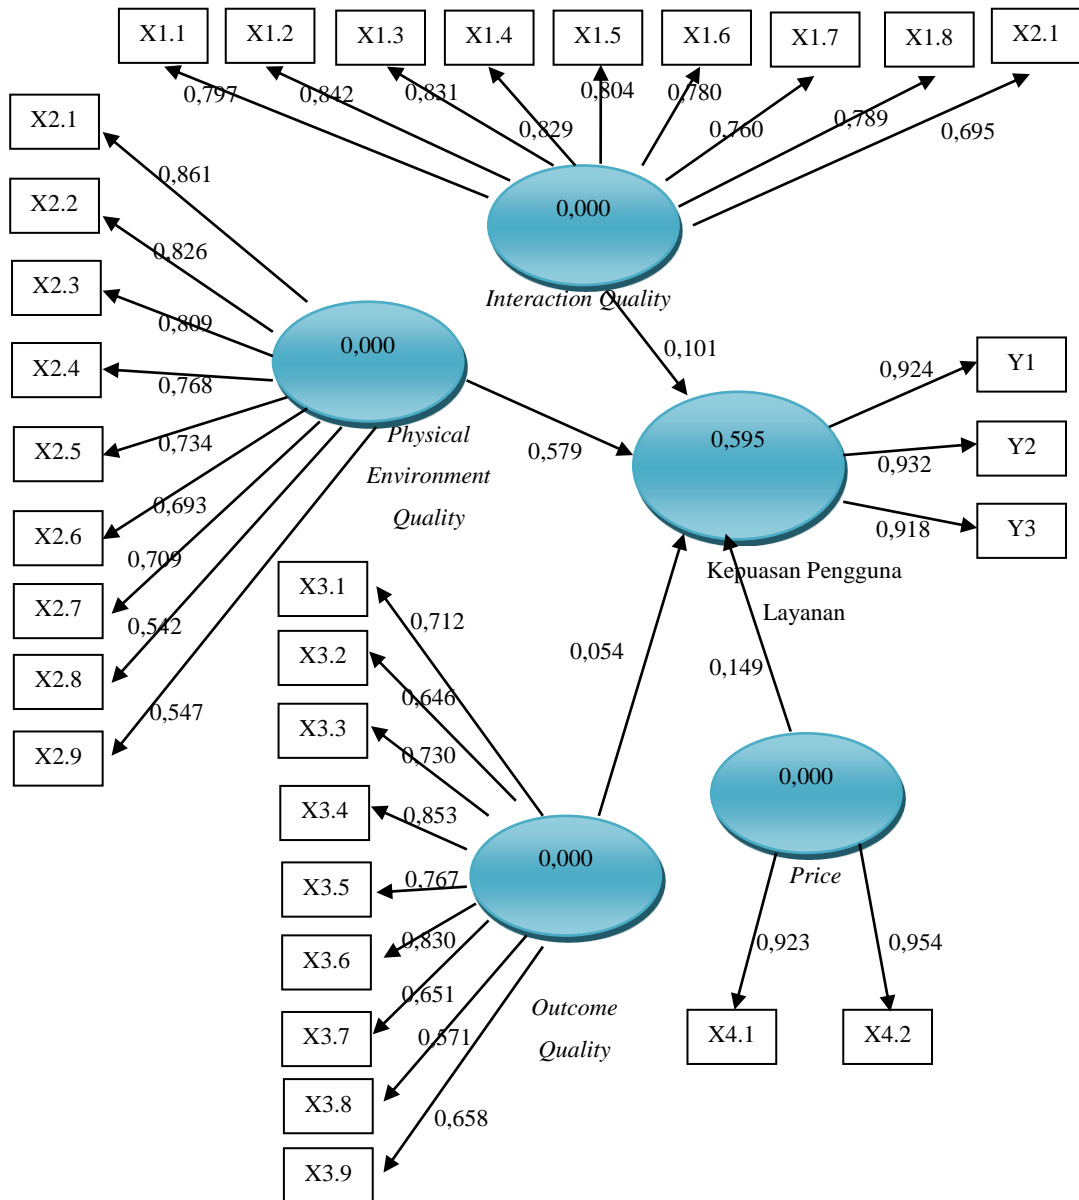 X1.1
X1.2
X1.3
X1.4
X1.5
X1.6
X1.7
X1.8
X2.1
0,797
0,842
0,831
0,829
0,804
0,780
0,760
0,789
0,695
0,000
Interaction Quality
X2.1
X2.2
X2.3
X2.4
X2.5
X2.6
X2.7
X2.8
X2.9
0,861
0,826
0,809
0,768
0,734
0,693
0,709
0,542
0,547
0,000
Physical
Environment
Quality
0,101
0,579
0,595
0,924
0,932
0,918
Y1
Y2
Y3
Kepuasan Pengguna
Layanan
0,054
0,149
X3.1
X3.2
X3.3
X3.4
X3.5
X3.6
X3.7
X3.8
X3.9
0,712
0,646
0,730
0,853
0,767
0,830
0,651
0,571
0,658
0,000
Outcome
Quality
0,000
Price
0,923
0,954
X4.1
X4.2